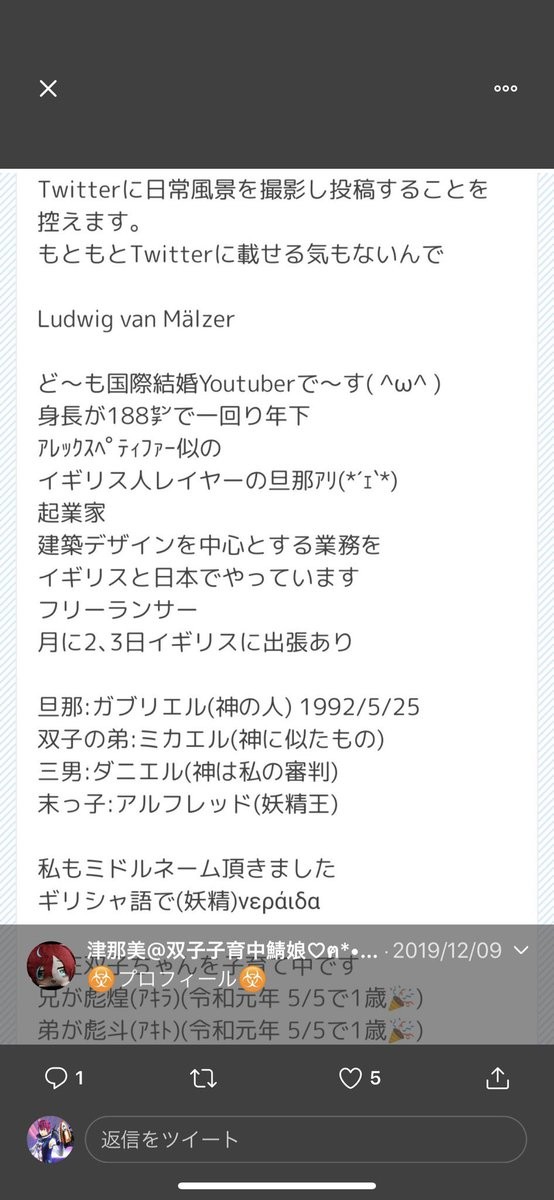 Twitterに日常風景を撮影し投稿することを
控えます。
もともとTwitterに載せる気もないんで
Ludwig van Mälzer
ど〜も国際結婚Youtuberで〜す( ^ω^ )
身長が188㌢で一回り年下
ｱﾚｯｸｽﾍﾟﾃｨﾌｧｰ似の
イギリス人レイヤーの旦那ｱﾘ(*´ｪ`*)
起業家
建築デザインを中心とする業務を
イギリスと日本でやっています
フリーランサー
月に2､3日イギリスに出張あり
旦那:ガブリエル(神の人) 1992/5/25
双子の弟:ミカエル(神に似たもの)
三男:ダニエル(神は私の審判)
末っ子:アルフレッド(妖精王)
私もミドルネーム頂きました
ギリシャ語で(妖精)νεράιδα
津那美@双子子育中鯖娘♡ฅ*•... · 2019/12/09
双子ちゃんを子育て中です
☣プロフィール☣
兄が彪煌(ｱｷﾗ)(令和元年 5/5で1歳🎉)
弟が彪斗(ｱｷﾄ)(令和元年 5/5で1歳🎉)
1
5
返信をツイート